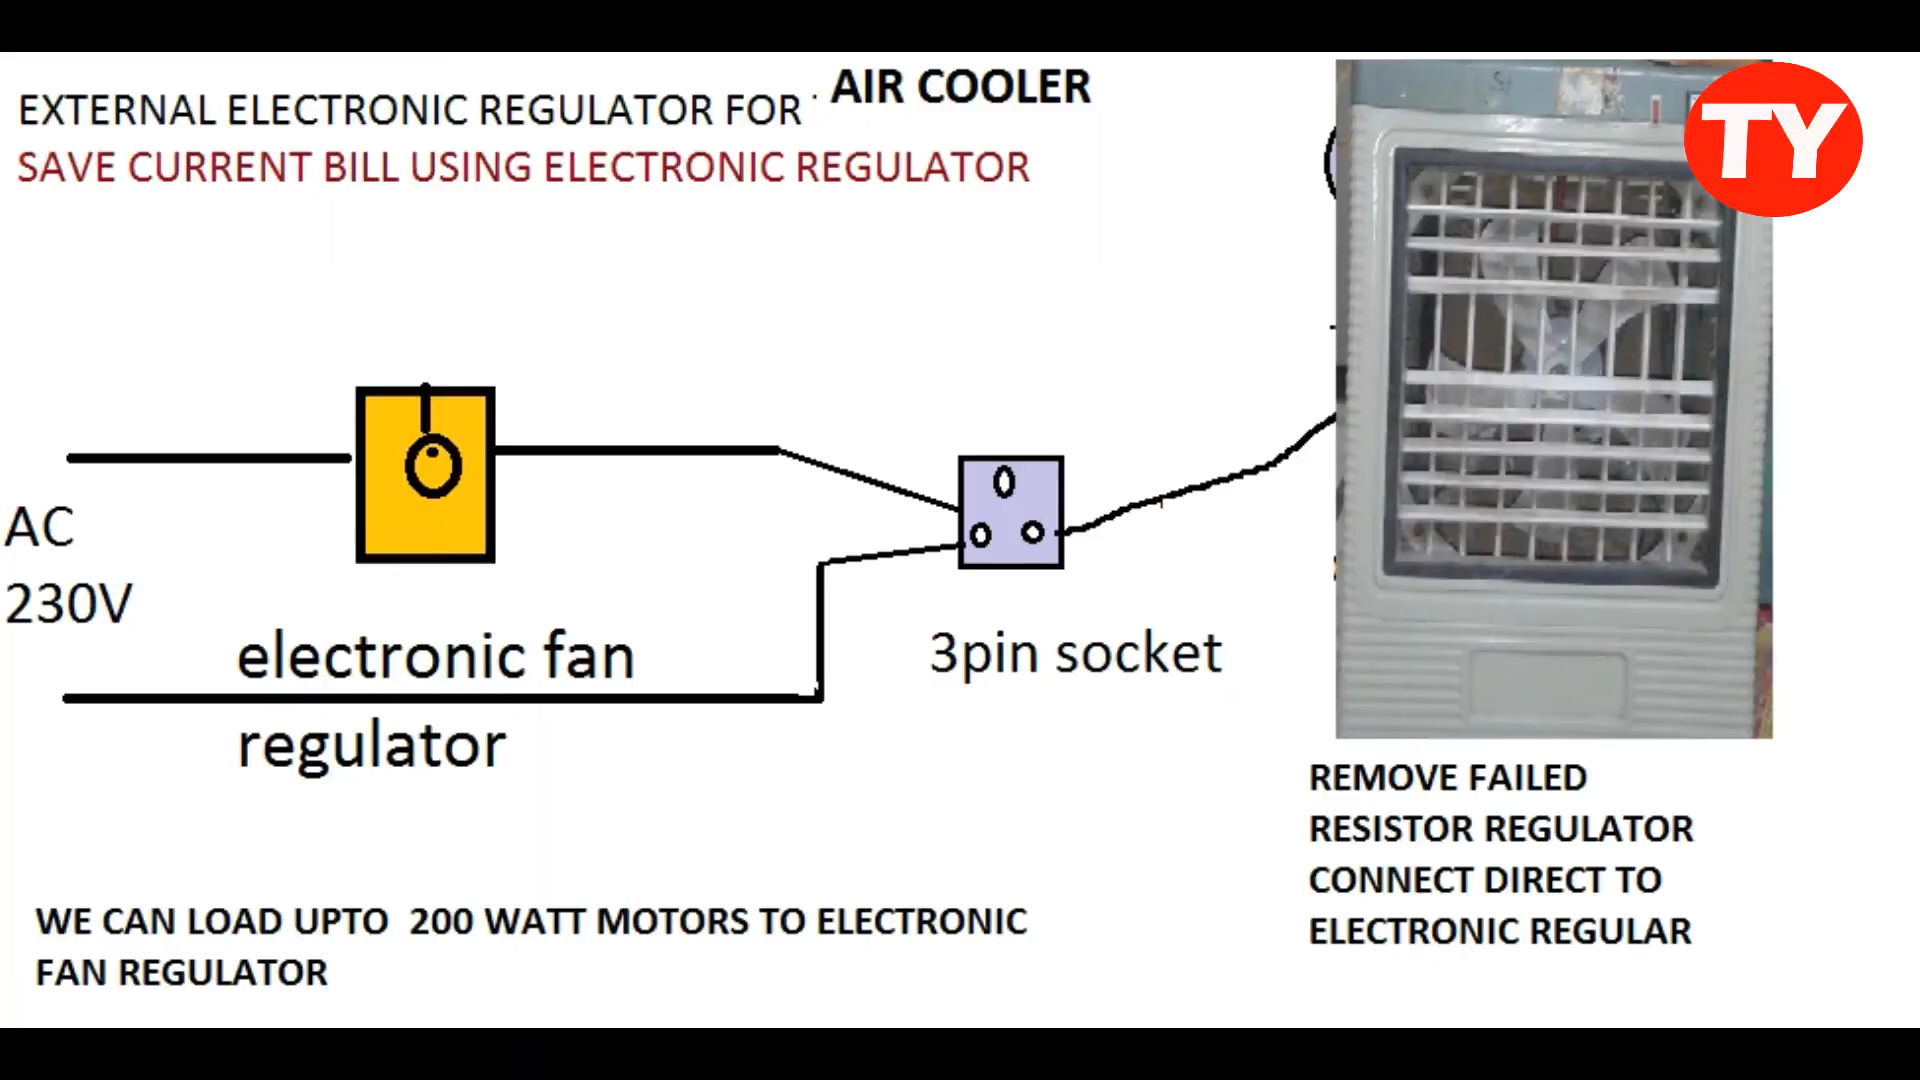 AIR COOLER
EXTERNAL ELECTRONIC REGULATOR FOR
SAVE CURRENT BILL USING ELECTRONIC REGULATOR
TY
AC
230V
electronic fan
regulator
3pin socket
REMOVE FAILED
RESISTOR REGULATOR
CONNECT DIRECT TO
ELECTRONIC REGULAR
WE CAN LOAD UPTO 200 WATT MOTORS TO ELECTRONIC
FAN REGULATOR